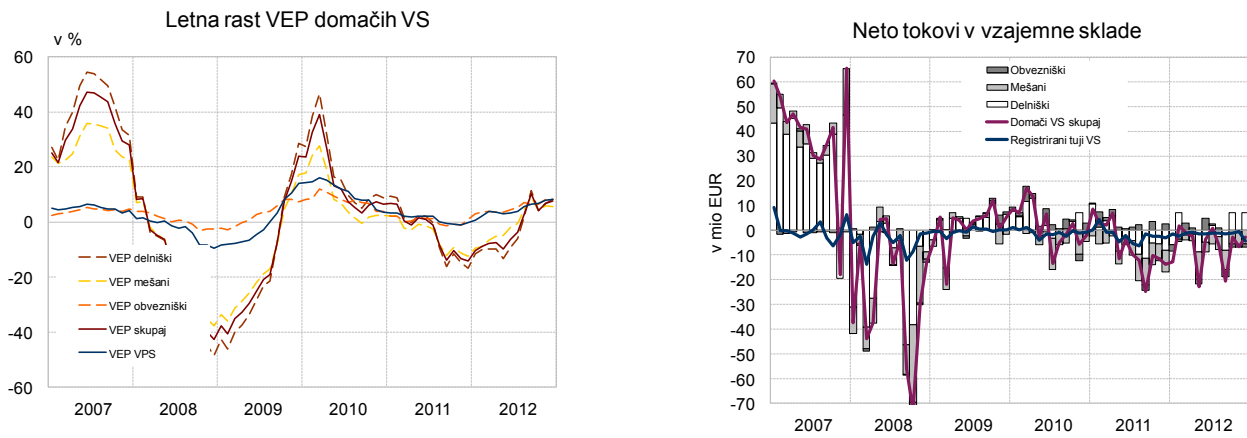 Letna rast VEP domačih VS
v %
60
40
20
0
-20
-40
-60
VEP delniški
VEP mešani
VEP obvezniški
VEP skupaj
VEP VPS
2007 2008 2009 2010 2011 2012
Neto tokovi v vzajemne sklade
v mio EUR
70
60
50
40
30
20
10
0
-10
-20
-30
-40
-50
-60
-70
Obvezniški
Mešani
Delniški
Domači VS skupaj
Registrirani tuji VS
2007 2008 2009 2010 2011 2012